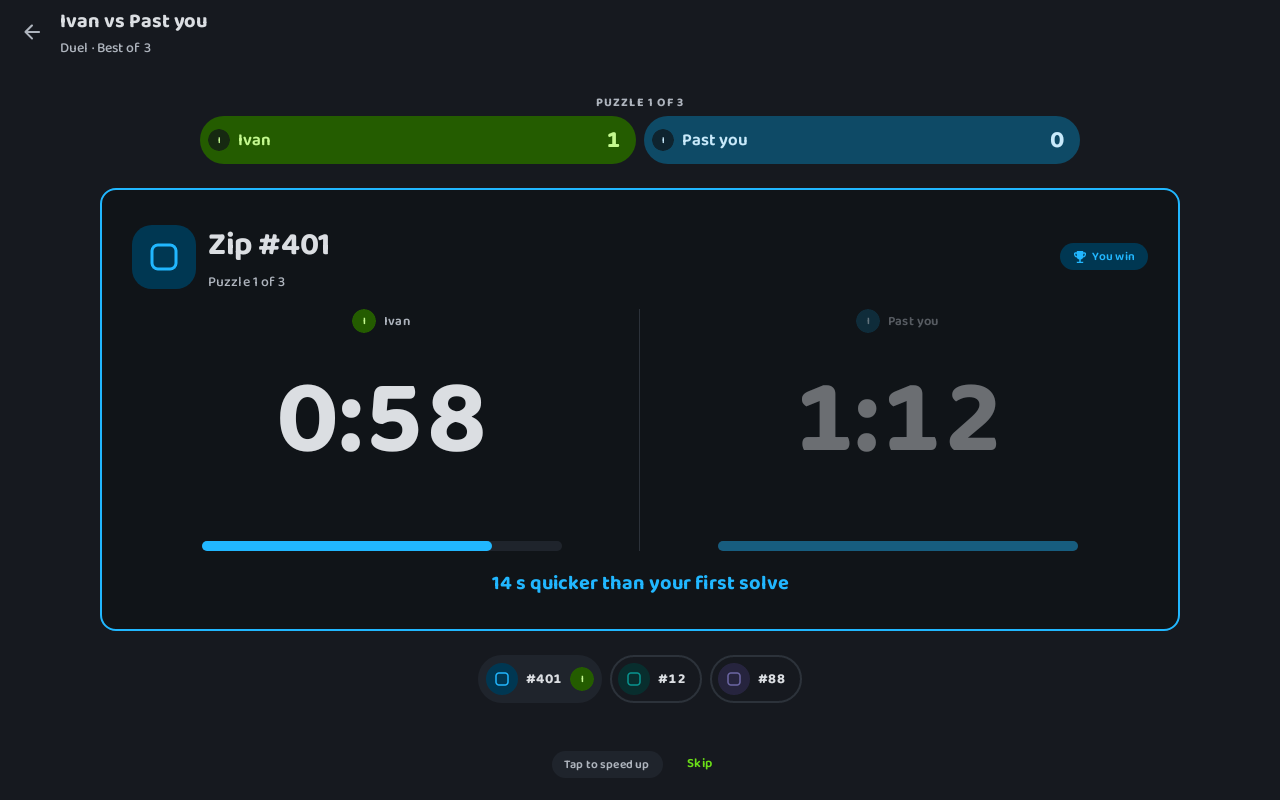 Ivan vs Past you
Duel · Best of 3
PUZZLE 1 OF 3
I Ivan 1
I Past you 0
Zip #401
Puzzle 1 of 3
You win
I Ivan
I Past you
0:58
1:12
14 s quicker than your first solve
#401 I
#12
#88
Tap to speed up
Skip